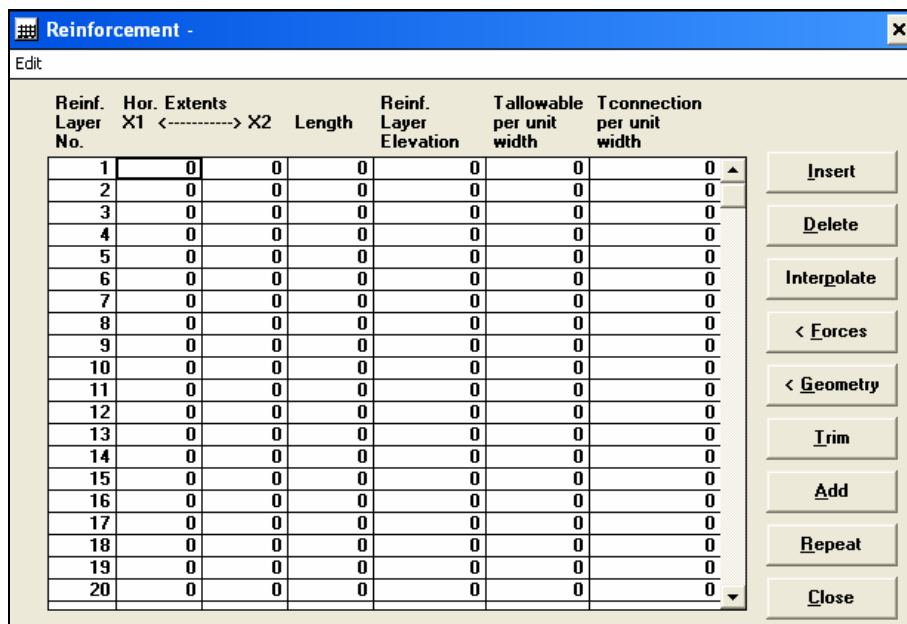 Reinforcement -
Edit
Reinf. Hor. Extents Reinf. Tallowable Tconnection
Layer X1 <-----------> X2 Length Layer per unit per unit
No. Elevation width width
1 0 0 0 0 0 0
2 0 0 0 0 0 0
3 0 0 0 0 0 0
4 0 0 0 0 0 0
5 0 0 0 0 0 0
6 0 0 0 0 0 0
7 0 0 0 0 0 0
8 0 0 0 0 0 0
9 0 0 0 0 0 0
10 0 0 0 0 0 0
11 0 0 0 0 0 0
12 0 0 0 0 0 0
13 0 0 0 0 0 0
14 0 0 0 0 0 0
15 0 0 0 0 0 0
16 0 0 0 0 0 0
17 0 0 0 0 0 0
18 0 0 0 0 0 0
19 0 0 0 0 0 0
20 0 0 0 0 0 0
Insert
Delete
Interpolate
< Forces
< Geometry
Trim
Add
Repeat
Close